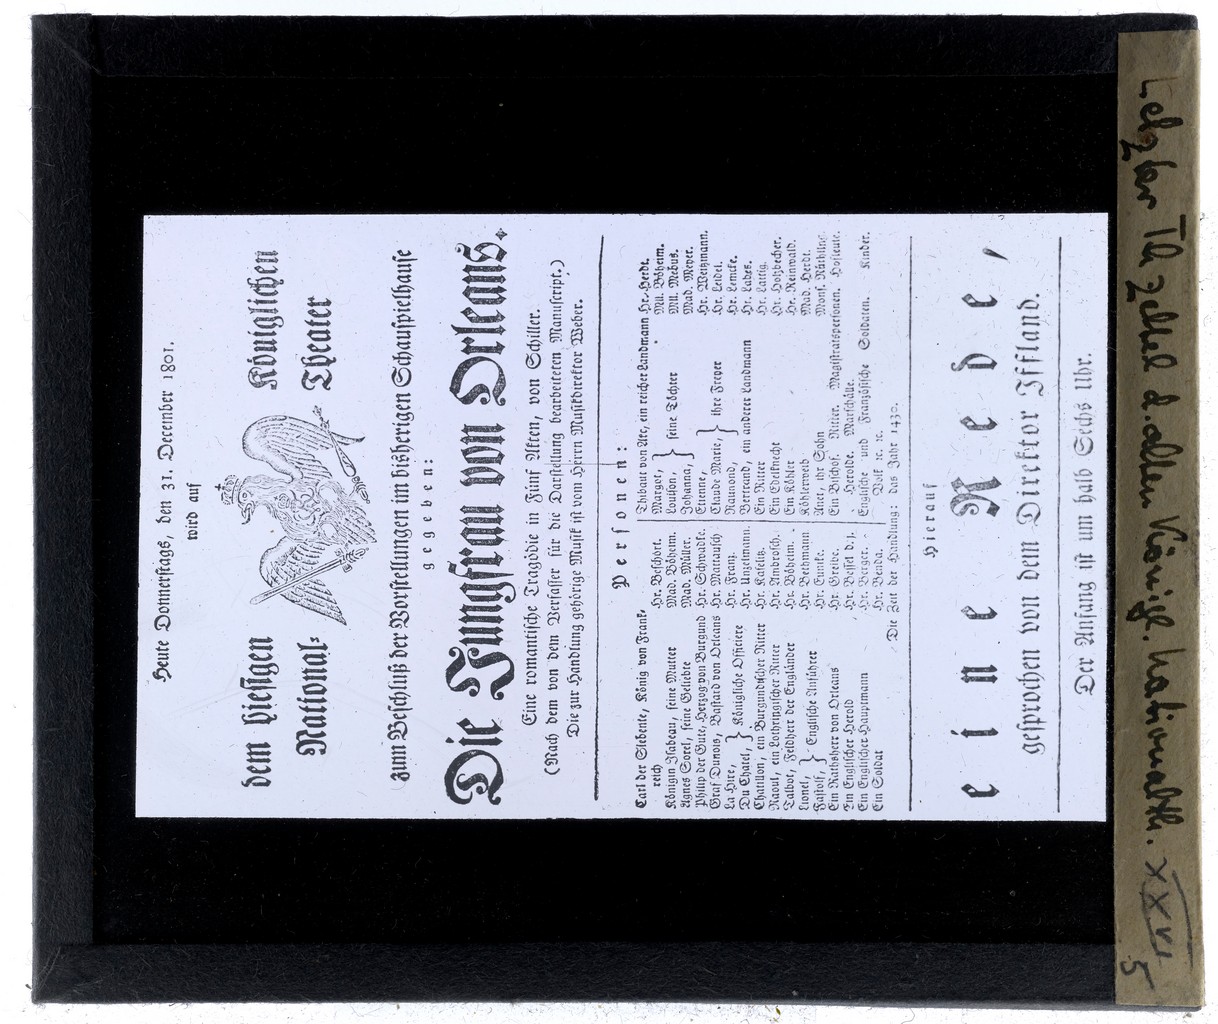 Heute Donnerstags, den 31. December 1801.
wird auf
dem hiesigen Königlichen
National- Theater
zum Beschluß der Vorstellungen im bisherigen Schauspielhause
gegeben:
Die Jungfrau von Orleans.
Eine romantische Tragödie in Fünf Akten, von Schiller.
(Nach dem von dem Verfasser für die Darstellung bearbeiteten Manuscript.)
Die zur Handlung gehörige Musik ist vom Herrn Musikdirektor Weber.
Personen:
Carl der Siebente, König von Frank-
reich Hr. Beschort.
Königin Isabeau, seine Mutter Mad. Böheim.
Agnes Sorel, seine Geliebte Mad. Müller.
Philip der Gute, Herzog von Burgund Hr. Schwadke.
Graf Dunois, Bastard von Orleans Hr. Mattausch
La Hire, } Königliche Officiere Hr. Franz.
Du Chatel, Hr. Unzelmann.
Chatillon, ein Burgundischer Ritter Hr. Kaselitz.
Raoul, ein Lothringischer Ritter Hr. Ambrosch.
Talbot, Feldherr der Engländer Hr. Böheim.
Lionel, } Englische Anführer Hr. Bethmann
Fastolf, Hr. Eunike.
Ein Rathsherr von Orleans Hr. Greibe.
Ein Englischer Herold Hr. Bessel d. j.
Ein Englischer Hauptmann Hr. Berger.
Ein Soldat Hr. Benda.
Thibaut von Arc, ein reicher Landmann Hr. Herdt.
Margot, } seine Töchter Mll. Böheim.
Louison, Mll. Mebus.
Johanna, Mad. Meyer.
Etienne, } ihre Freyer Hr. Weitzmann.
Claude Marie, Hr. Leidel.
Raimond, Hr. Lemcke.
Bertrand, ein anderer Landmann Hr. Labes.
Ein Ritter Hr. Lattig.
Ein Edelknecht Hr. Holzbecher.
Ein Köhler Hr. Reinwald.
Köhlerweib Mad. Herdt.
Anet, ihr Sohn Mons. Rüthling.
Ein Bischof. Ritter. Magistratspersonen. Hofleute.
Herolde. Marschälle.
Englische und Französische Soldaten. Kinder.
Volk ec. ec.
Die Zeit der Handlung: das Jahr 1430.
Hierauf
eine Rede,
gesprochen von dem Direktor Iffland.
Der Anfang ist um halb Sechs Uhr.
Letzter Thzettel d. alten Königl. Nationalth. XXVI
5